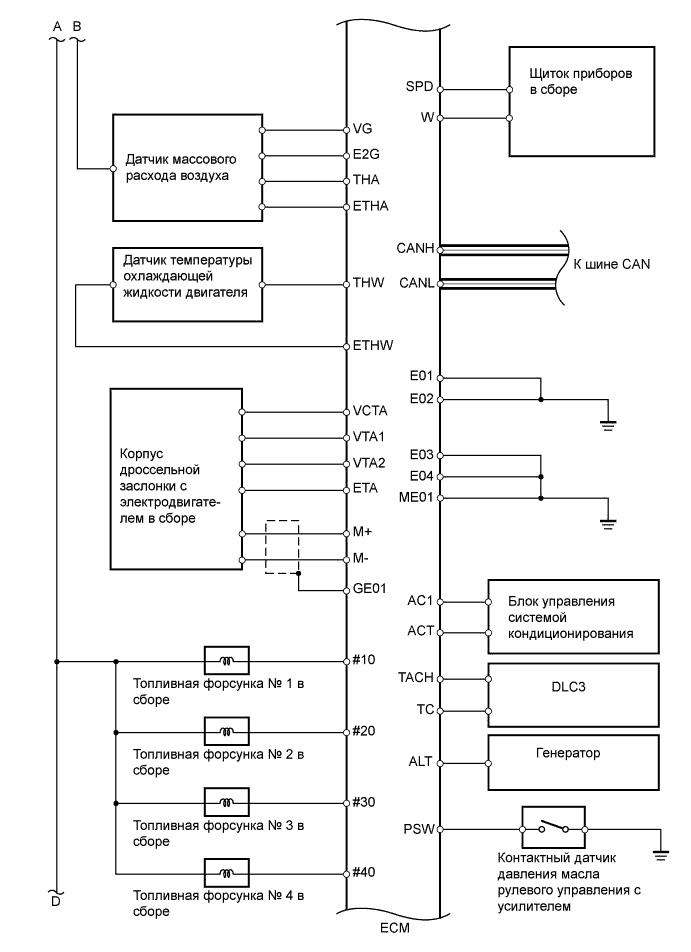 A B
Датчик массового
расхода воздуха
VG
E2G
THA
ETHA
Датчик температуры
охлаждающей
жидкости двигателя
THW
ETHW
Корпус
дроссельной
заслонки с
электродвигате-
лем в сборе
VCTA
VTA1
VTA2
ETA
M+
M-
GE01
#10
Топливная форсунка № 1 в
сборе
#20
Топливная форсунка № 2 в
сборе
#30
Топливная форсунка № 3 в
сборе
#40
Топливная форсунка № 4 в
сборе
D
SPD
W
Щиток приборов
в сборе
CANH
CANL
К шине CAN
E01
E02
E03
E04
ME01
AC1
ACT
Блок управления
системой
кондиционирования
TACH
TC
DLC3
ALT
Генератор
PSW
Контактный датчик
давления масла
рулевого управления с
усилителем
ECM